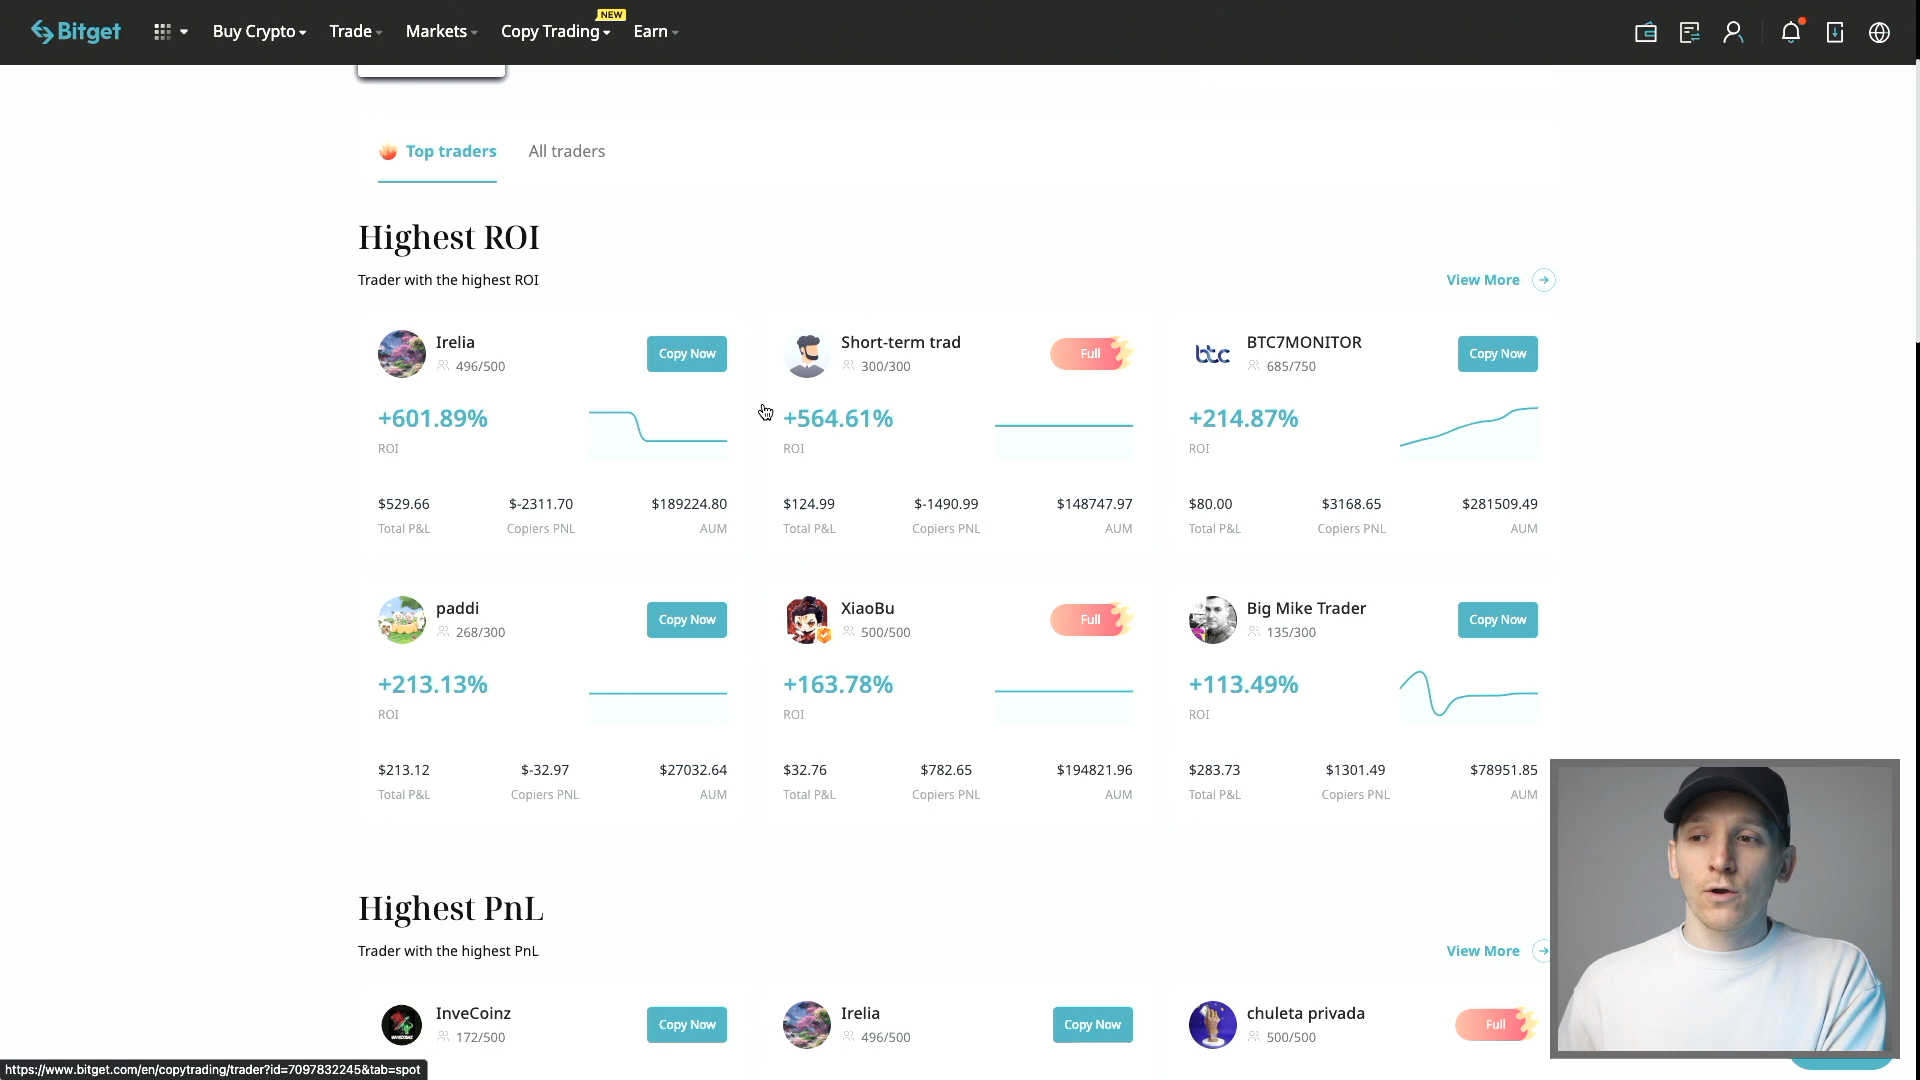 Bitget
Buy Crypto
Trade
Markets
Copy Trading
NEW
Earn
Top traders
All traders
Highest ROI
Trader with the highest ROI
View More
Irelia
496/500
Copy Now
+601.89%
ROI
$529.66
$-2311.70
$189224.80
Total P&L
Copiers PNL
AUM
Short-term trad
300/300
Full
+564.61%
ROI
$124.99
$-1490.99
$148747.97
Total P&L
Copiers PNL
AUM
btc
BTC7MONITOR
685/750
Copy Now
+214.87%
ROI
$80.00
$3168.65
$281509.49
Total P&L
Copiers PNL
AUM
paddi
268/300
Copy Now
+213.13%
ROI
$213.12
$-32.97
$27032.64
Total P&L
Copiers PNL
AUM
XiaoBu
500/500
Full
+163.78%
ROI
$32.76
$782.65
$194821.96
Total P&L
Copiers PNL
AUM
Big Mike Trader
135/300
Copy Now
+113.49%
ROI
$283.73
$1301.49
$78951.85
Total P&L
Copiers PNL
AUM
Highest PnL
Trader with the highest PnL
View More
InveCoinz
172/500
Copy Now
Irelia
496/500
Copy Now
chuleta privada
500/500
Full
https://www.bitget.com/en/copytrading/trader?id=7097832245&tab=spot